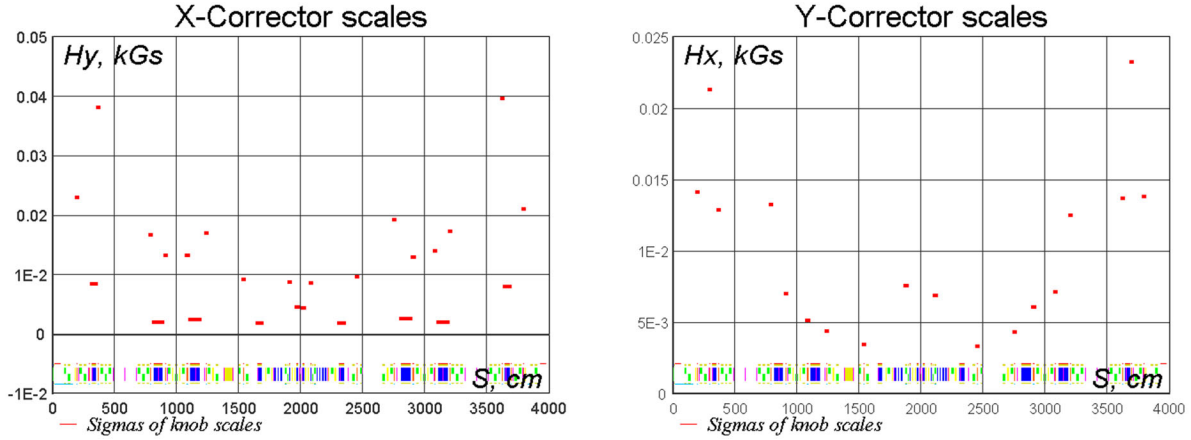 X-Corrector scales
0.05
Hy, kGs
0.04
0.03
0.02
1E-2
0
-1E-2
S, cm
0 500 1000 1500 2000 2500 3000 3500 4000
Sigmas of knob scales
Y-Corrector scales
0.025
Hx, kGs
0.02
0.015
1E-2
5E-3
0
S, cm
0 500 1000 1500 2000 2500 3000 3500 4000
Sigmas of knob scales